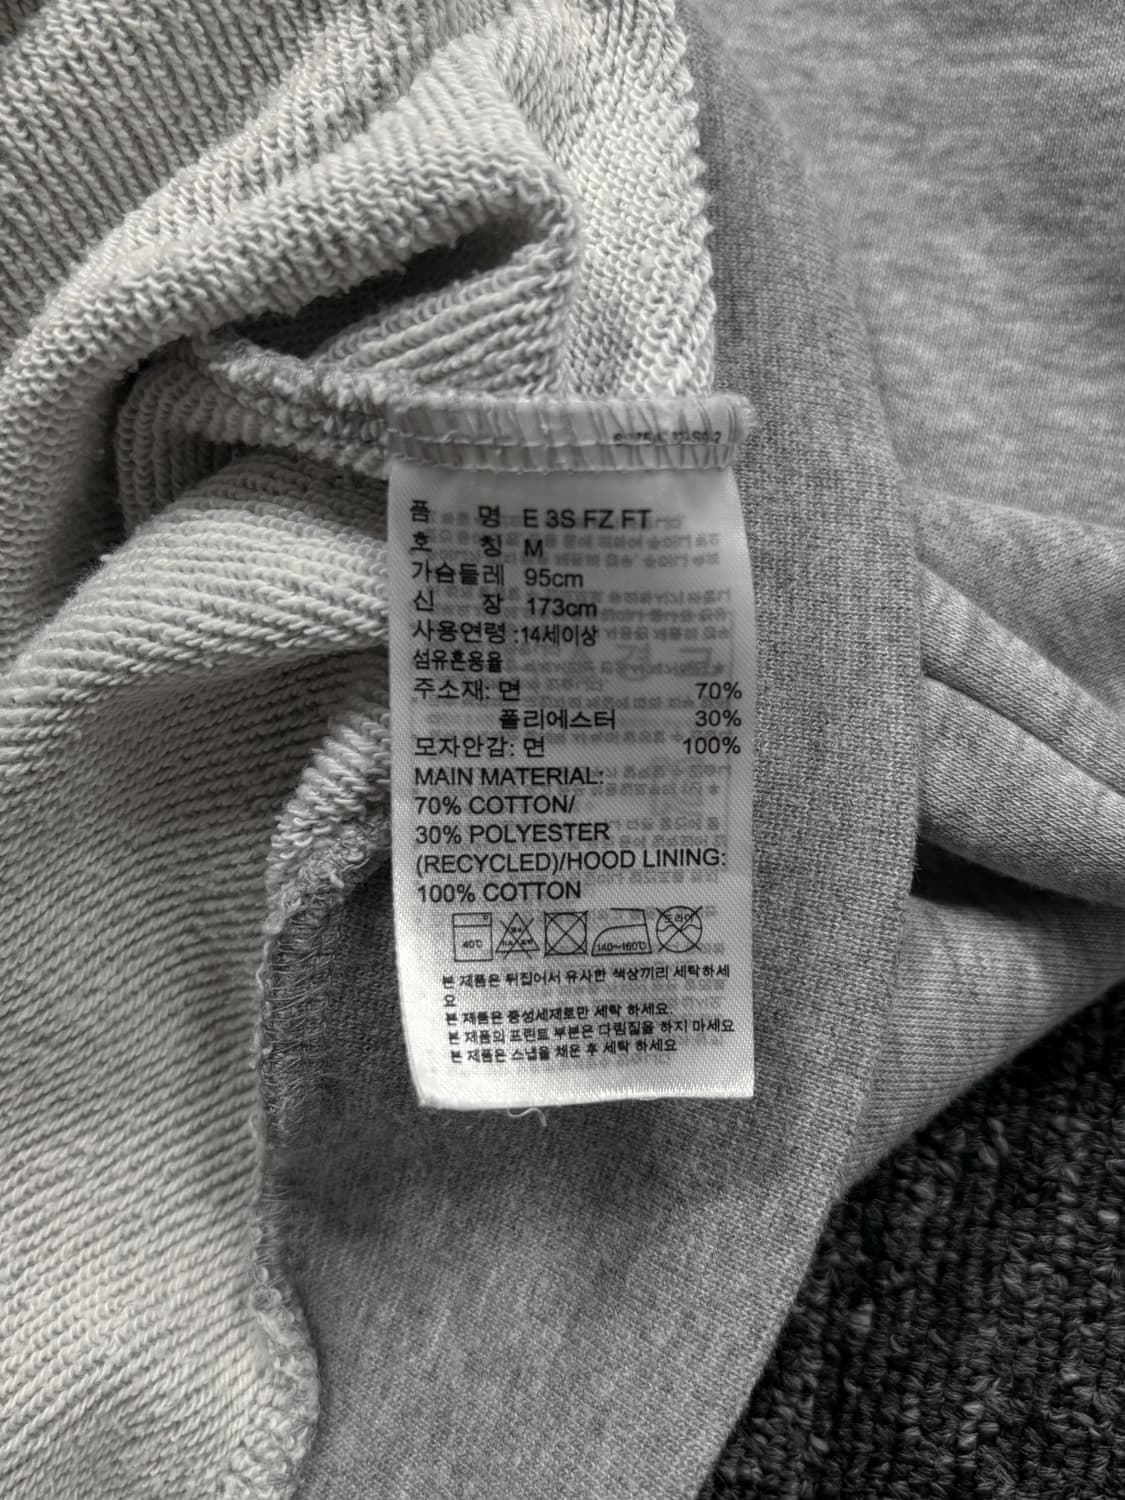 품 명 E 3S FZ FT
호 칭 M
가슴둘레 95cm
신 장 173cm
사용연령 :14세이상
섬유혼용율
주소재: 면 70%
폴리에스터 30%
모자안감: 면 100%
MAIN MATERIAL:
70% COTTON/
30% POLYESTER
(RECYCLED)/HOOD LINING:
100% COTTON
40℃ 140~160℃ 드라이
본 제품은 뒤집어서 유사한 색상끼리 세탁하세
요
본 제품은 중성세제로만 세탁 하세요.
본 제품의 프린트 부분은 다림질을 하지 마세요
본 제품은 스냅을 채운 후 세탁 하세요